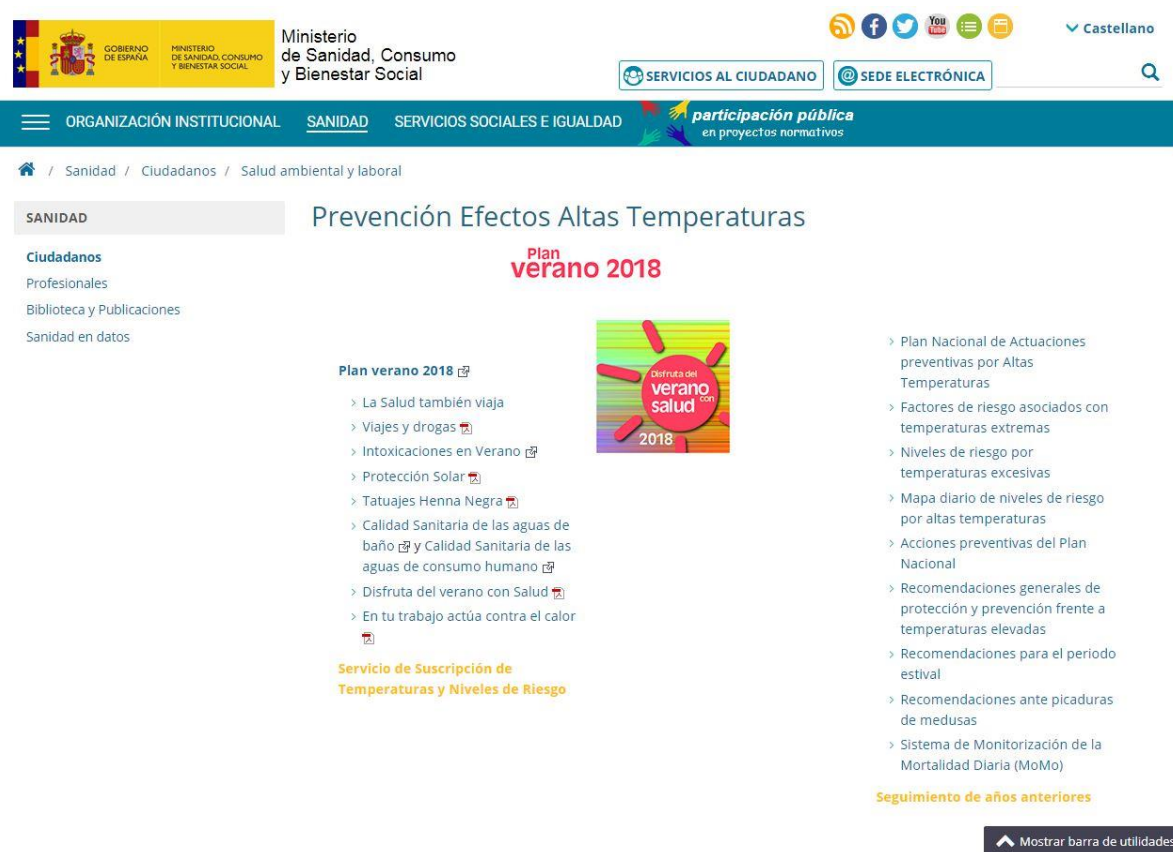 GOBIERNO
DE ESPAÑA
MINISTERIO
DE SANIDAD, CONSUMO
Y BIENESTAR SOCIAL
Ministerio
de Sanidad, Consumo
y Bienestar Social
You
Tube
Castellano
SERVICIOS AL CIUDADANO
@ SEDE ELECTRÓNICA
ORGANIZACIÓN INSTITUCIONAL
SANIDAD
SERVICIOS SOCIALES E IGUALDAD
participación pública
en proyectos normativos
/ Sanidad / Ciudadanos / Salud ambiental y laboral
SANIDAD
Ciudadanos
Profesionales
Biblioteca y Publicaciones
Sanidad en datos
Prevención Efectos Altas Temperaturas
Plan
verano 2018
Plan verano 2018
La Salud también viaja
Viajes y drogas
Intoxicaciones en Verano
Protección Solar
Tatuajes Henna Negra
Calidad Sanitaria de las aguas de
baño y Calidad Sanitaria de las
aguas de consumo humano
Disfruta del verano con Salud
En tu trabajo actúa contra el calor
Servicio de Suscripción de
Temperaturas y Niveles de Riesgo
Disfruta del
verano
con
salud
2018
Plan Nacional de Actuaciones
preventivas por Altas
Temperaturas
Factores de riesgo asociados con
temperaturas extremas
Niveles de riesgo por
temperaturas excesivas
Mapa diario de niveles de riesgo
por altas temperaturas
Acciones preventivas del Plan
Nacional
Recomendaciones generales de
protección y prevención frente a
temperaturas elevadas
Recomendaciones para el periodo
estival
Recomendaciones ante picaduras
de medusas
Sistema de Monitorización de la
Mortalidad Diaria (MoMo)
Seguimiento de años anteriores
Mostrar barra de utilidades